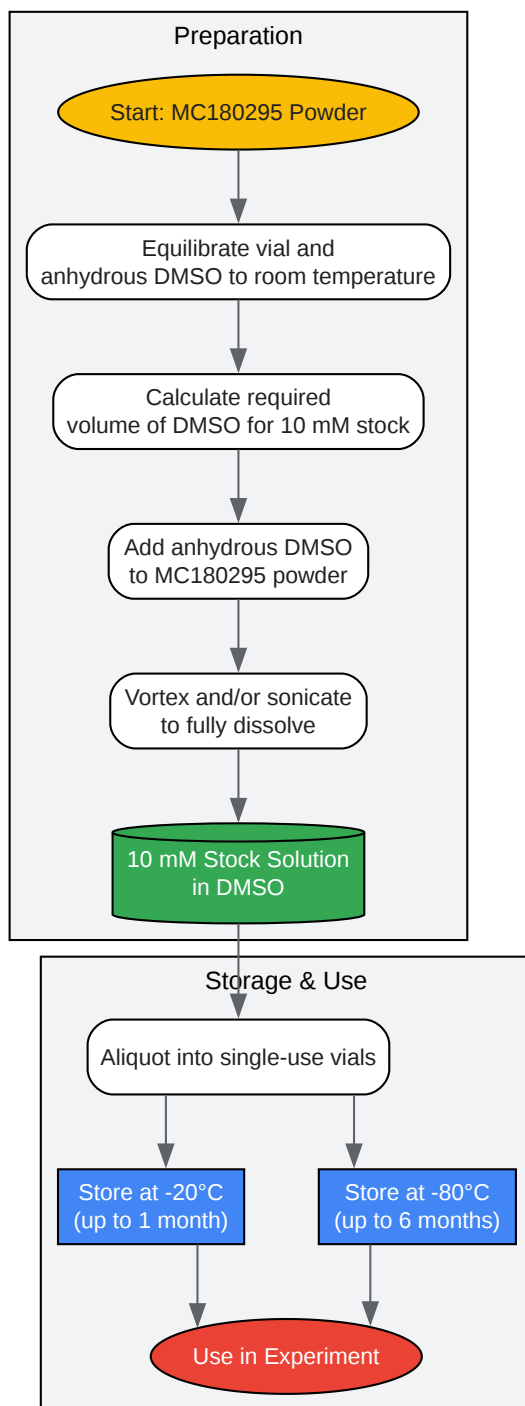 Preparation
Start: MC180295 Powder
Equilibrate vial and
anhydrous DMSO to room temperature
Calculate required
volume of DMSO for 10 mM stock
Add anhydrous DMSO
to MC180295 powder
Vortex and/or sonicate
to fully dissolve
10 mM Stock Solution
in DMSO
Storage & Use
Aliquot into single-use vials
Store at -20°C
(up to 1 month)
Store at -80°C
(up to 6 months)
Use in Experiment